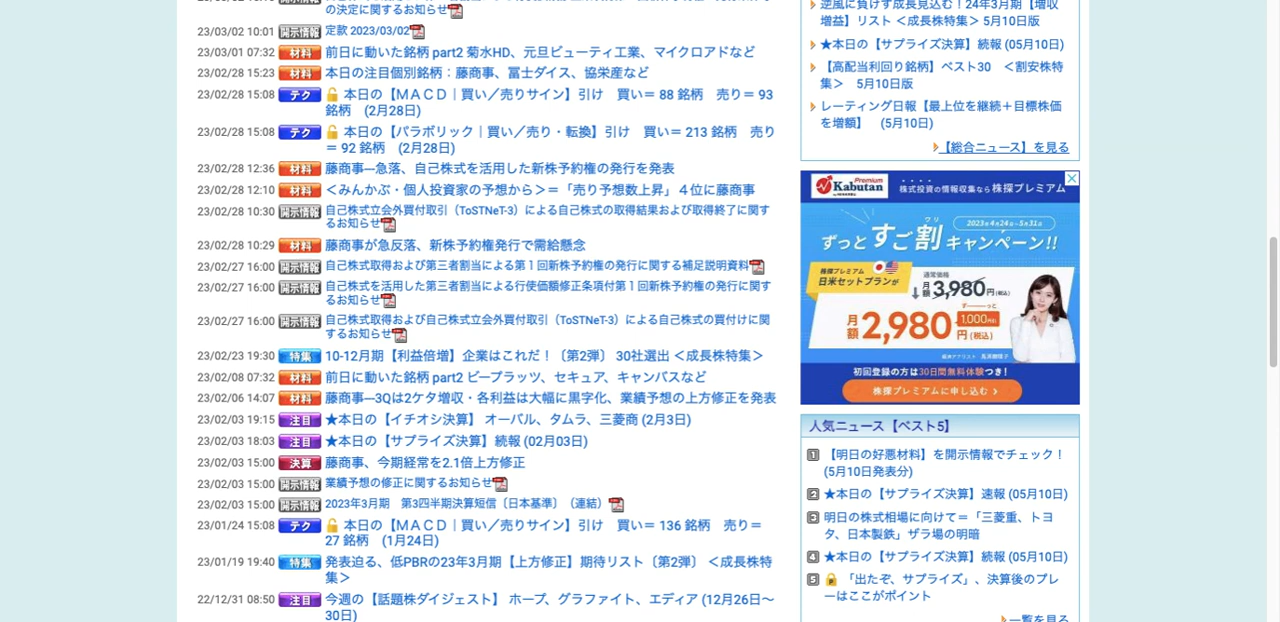 の決定に関するお知らせ
23/03/02 10:01 開示情報 定款 2023/03/02
23/03/01 07:32 材料 前日に動いた銘柄 part2 菊水HD、元旦ビューティ工業、マイクロアドなど
23/02/28 15:23 材料 本日の注目個別銘柄：藤商事、冨士ダイス、協栄産など
23/02/28 15:08 テク 本日の【ＭＡＣＤ｜買い／売りサイン】引け 買い＝ 88 銘柄 売り＝ 93
銘柄 (2月28日)
23/02/28 15:08 テク 本日の【パラボリック｜買い／売り・転換】引け 買い＝ 213 銘柄 売り
＝ 92 銘柄 (2月28日)
23/02/28 12:36 材料 藤商事---急落、自己株式を活用した新株予約権の発行を発表
23/02/28 12:10 材料 ＜みんかぶ・個人投資家の予想から＞＝「売り予想数上昇」４位に藤商事
23/02/28 10:30 開示情報 自己株式立会外買付取引（ToSTNeT-3）による自己株式の取得結果および取得終了に関す
るお知らせ
23/02/28 10:29 材料 藤商事が急反落、新株予約権発行で需給懸念
23/02/27 16:00 開示情報 自己株式取得および第三者割当による第１回新株予約権の発行に関する補足説明資料
23/02/27 16:00 開示情報 自己株式を活用した第三者割当による行使価額修正条項付第１回新株予約権の発行に関す
るお知らせ
23/02/27 16:00 開示情報 自己株式取得および自己株式立会外買付取引（ToSTNeT-3）による自己株式の買付けに関
するお知らせ
23/02/23 19:30 特集 10-12月期【利益倍増】企業はこれだ！〔第2弾〕 30社選出 ＜成長株特集＞
23/02/08 07:32 材料 前日に動いた銘柄 part2 ピープラッツ、セキュア、キャンバスなど
23/02/06 14:07 材料 藤商事---3Qは2ケタ増収・各利益は大幅に黒字化、業績予想の上方修正を発表
23/02/03 19:15 注目 ★本日の【イチオシ決算】 オーバル、タムラ、三菱商 (2月3日)
23/02/03 18:03 注目 ★本日の【サプライズ決算】続報 (02月03日)
23/02/03 15:00 決算 藤商事、今期経常を2.1倍上方修正
23/02/03 15:00 開示情報 業績予想の修正に関するお知らせ
23/02/03 15:00 開示情報 2023年3月期 第3四半期決算短信〔日本基準〕（連結）
23/01/24 15:08 テク 本日の【ＭＡＣＤ｜買い／売りサイン】引け 買い＝ 136 銘柄 売り＝
27 銘柄 (1月24日)
23/01/19 19:40 特集 発表迫る、低PBRの23年3月期【上方修正】期待リスト〔第2弾〕 ＜成長株特
集＞
22/12/31 08:50 注目 今週の【話題株ダイジェスト】 ホープ、グラファイト、エディア (12月26日～
30日)
逆風に負けず成長見込む！24年3月期【増収
増益】リスト ＜成長株特集＞ 5月10日版
★本日の【サプライズ決算】続報 (05月10日)
【高配当利回り銘柄】ベスト30 ＜割安株特
集＞ 5月10日版
レーティング日報【最上位を継続＋目標株価
を増額】 (5月10日)
【総合ニュース】を見る
Premium
Kabutan
株式投資の情報収集なら 株探プレミアム
2023年4月24日～5月31日
ワリ
ずっと すご割 キャンペーン!!
株探プレミアム
日米セットプランが
通常価格
月額 3,980円(税込)
ずーーっと
月額 2,980円(税込) 1,000円引
初回登録の方は30日間無料体験つき！
株探プレミアムに申し込む
人気ニュース【ベスト5】
1 【明日の好悪材料】を開示情報でチェック！
(5月10日発表分)
2 ★本日の【サプライズ決算】速報 (05月10日)
3 明日の株式相場に向けて＝「三菱重、トヨ
タ、日本製鉄」ザラ場の明暗
4 ★本日の【サプライズ決算】続報 (05月10日)
5 「出たぞ、サプライズ」、決算後のプレ
ーはここがポイント
一覧を見る